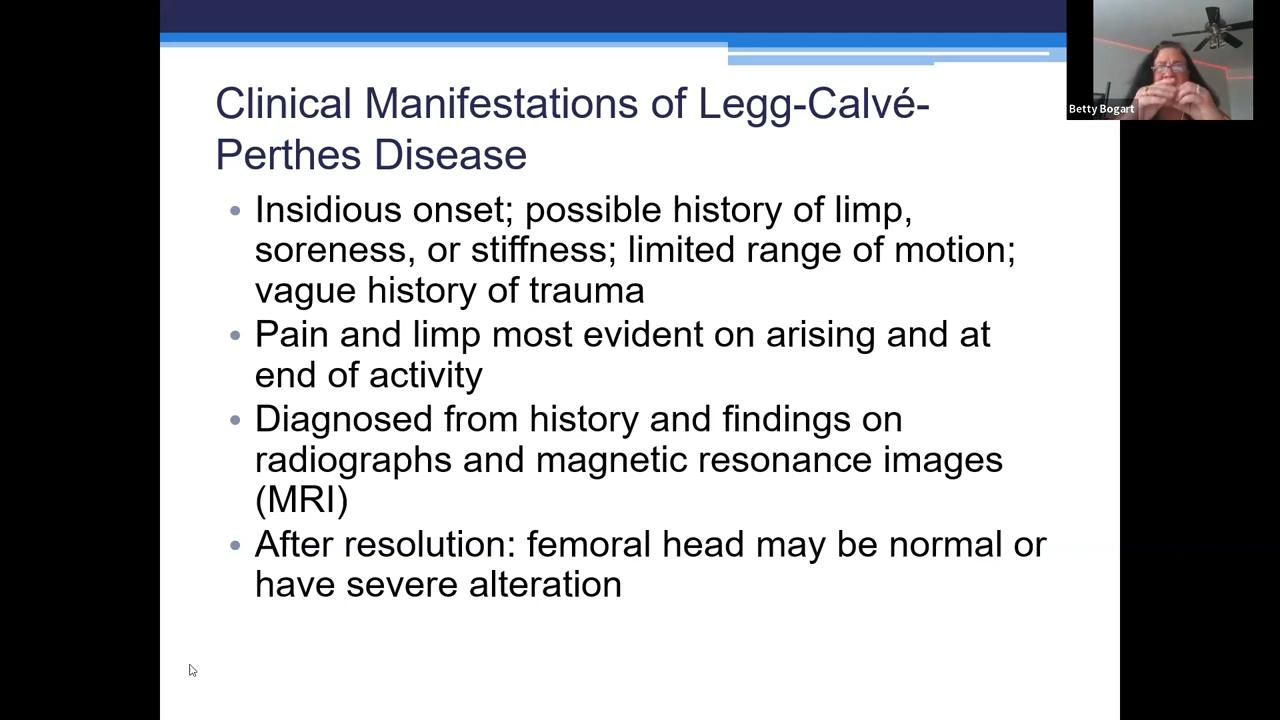 Clinical Manifestations of Legg-Calvé-
Perthes Disease
• Insidious onset; possible history of limp,
soreness, or stiffness; limited range of motion;
vague history of trauma
• Pain and limp most evident on arising and at
end of activity
• Diagnosed from history and findings on
radiographs and magnetic resonance images
(MRI)
• After resolution: femoral head may be normal or
have severe alteration
Betty Bogart